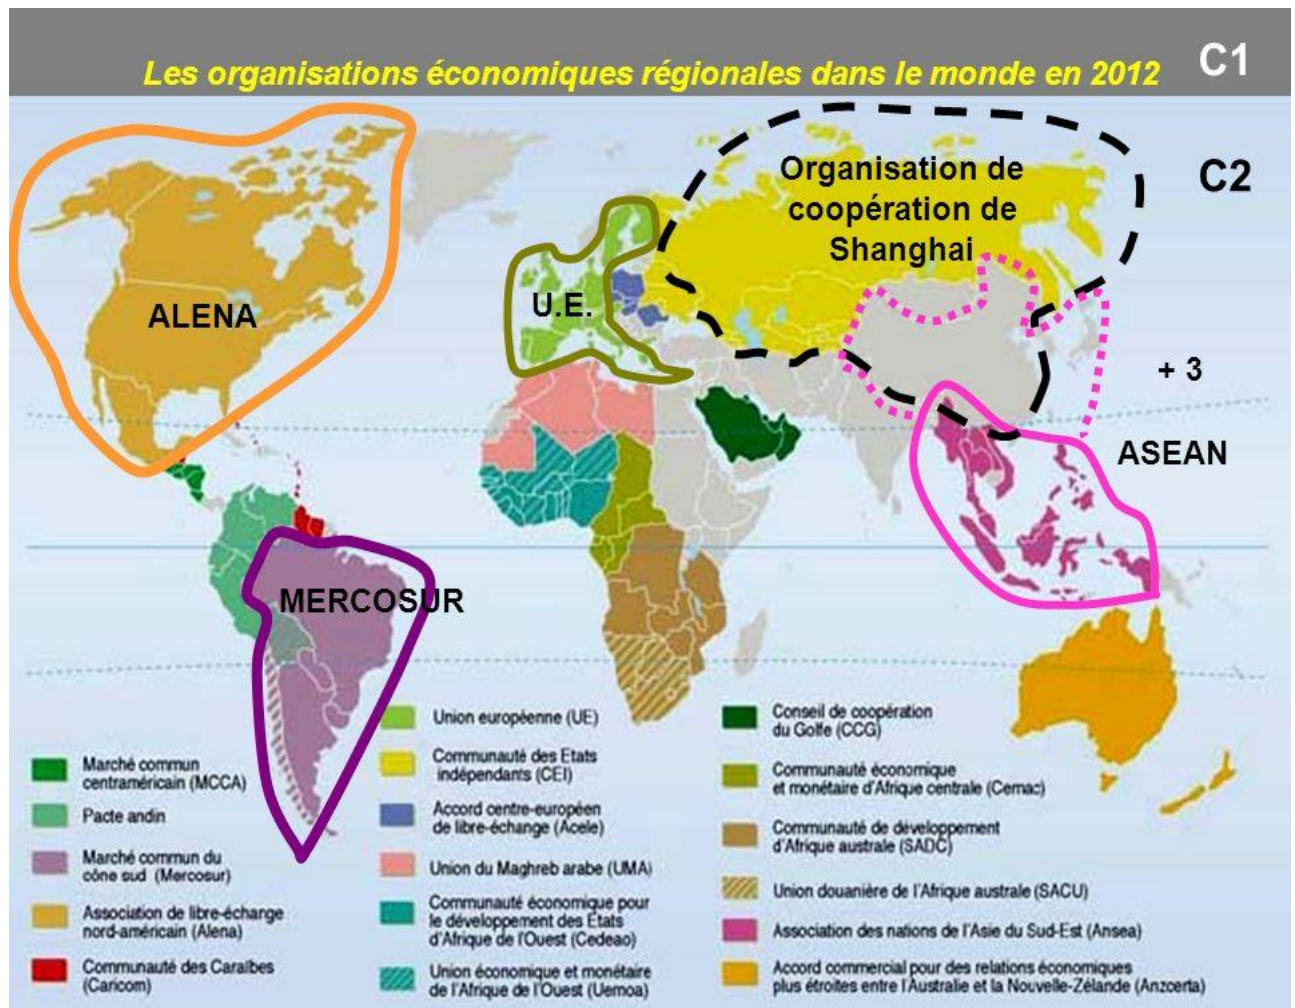 Les organisations économiques régionales dans le monde en 2012
C1
C2
Organisation de
coopération de
Shanghai
ALENA
U.E.
+ 3
ASEAN
MERCOSUR
Marché commun
centraméricain (MCCA)
Pacte andin
Marché commun du
cône sud (Mercosur)
Association de libre-échange
nord-américain (Alena)
Communauté des Caraïbes
(Caricom)
Union européenne (UE)
Communauté des Etats
indépendants (CEI)
Accord centre-européen
de libre-échange (Acele)
Union du Maghreb arabe (UMA)
Communauté économique pour
le développement des États
d'Afrique de l'Ouest (Cedeao)
Union économique et monétaire
de l'Afrique de l'Ouest (Uemoa)
Conseil de coopération
du Golfe (CCG)
Communauté économique
et monétaire d'Afrique centrale (Cemac)
Communauté de développement
d'Afrique australe (SADC)
Union douanière de l'Afrique australe (SACU)
Association des nations de l'Asie du Sud-Est (Ansea)
Accord commercial pour des relations économiques
plus étroites entre l'Australie et la Nouvelle-Zélande (Anzcerta)